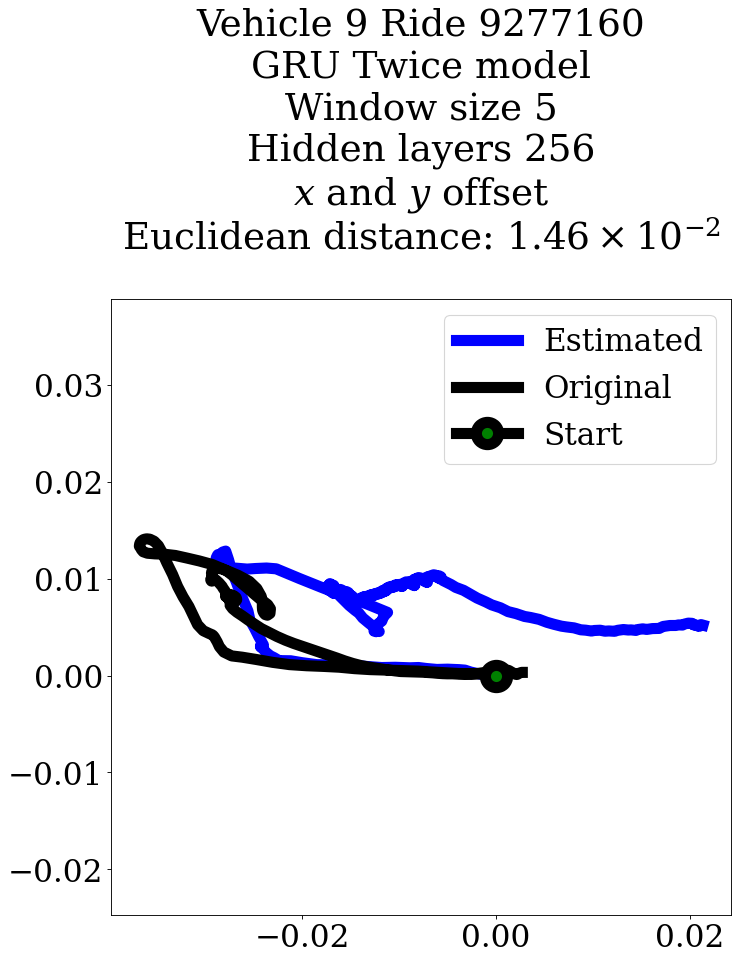 Vehicle 9 Ride 9277160
GRU Twice model
Window size 5
Hidden layers 256
x and y offset
Euclidean distance: 1.46 × 10⁻²
Estimated
Original
Start
0.03
0.02
0.01
0.00
−0.01
−0.02
−0.02
0.00
0.02